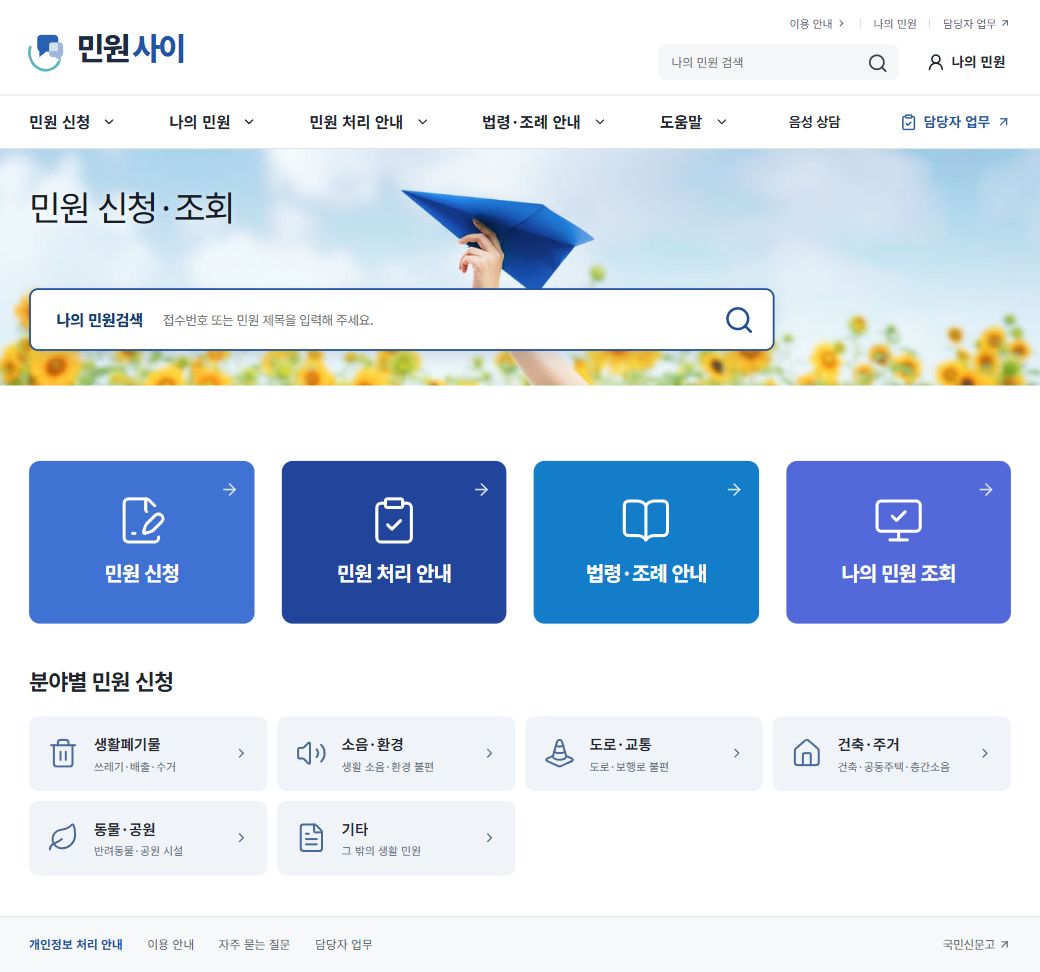 이용 안내
나의 민원
담당자 업무
민원사이
나의 민원 검색
나의 민원
민원 신청
나의 민원
민원 처리 안내
법령·조례 안내
도움말
음성 상담
담당자 업무
민원 신청·조회
나의 민원검색
접수번호 또는 민원 제목을 입력해 주세요.
민원 신청
민원 처리 안내
법령·조례 안내
나의 민원 조회
분야별 민원 신청
생활폐기물
쓰레기·배출·수거
소음·환경
생활 소음·환경 불편
도로·교통
도로·보행로 불편
건축·주거
건축·공동주택·층간소음
동물·공원
반려동물·공원 시설
기타
그 밖의 생활 민원
개인정보 처리 안내
이용 안내
자주 묻는 질문
담당자 업무
국민신문고